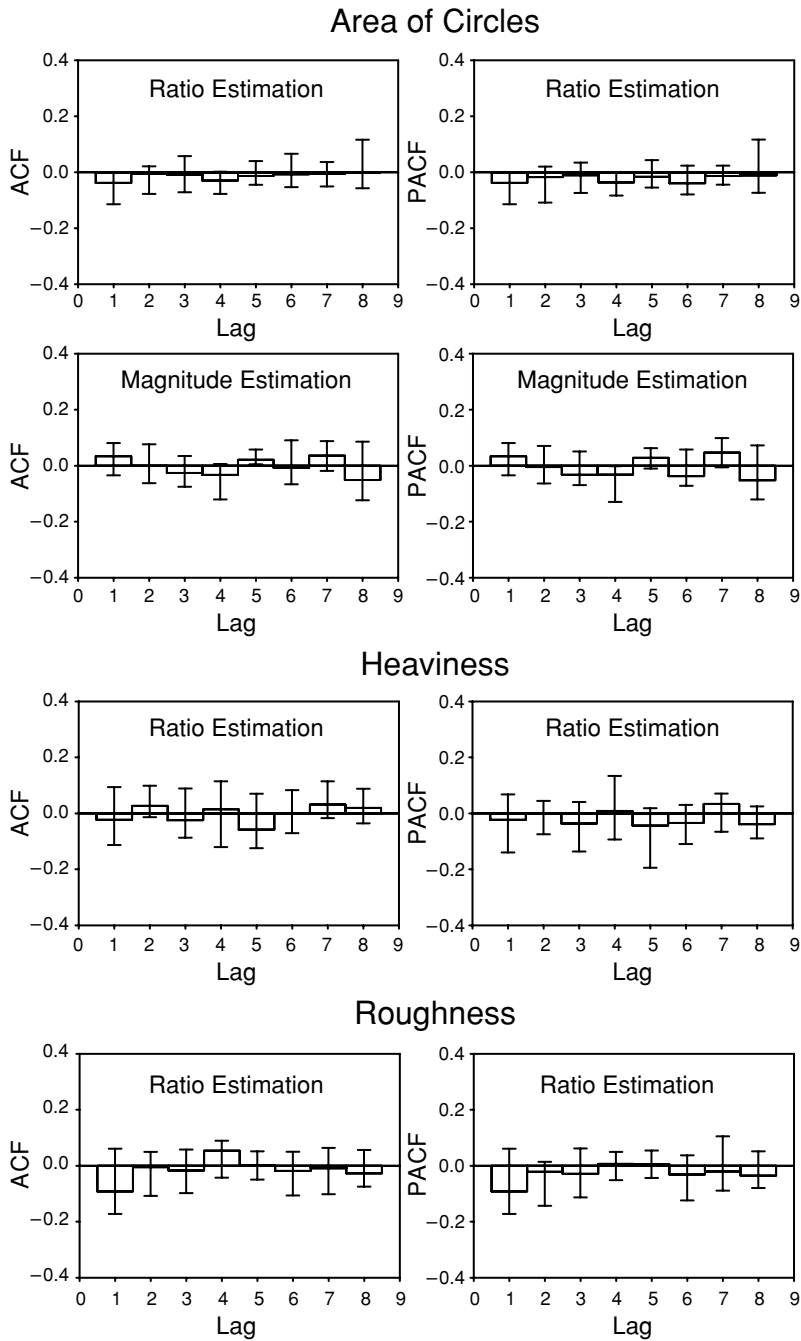 Area of Circles
0.4
0.2
0.0
−0.2
−0.4
ACF
Ratio Estimation
0 1 2 3 4 5 6 7 8 9
Lag
0.4
0.2
0.0
−0.2
−0.4
PACF
Ratio Estimation
0 1 2 3 4 5 6 7 8 9
Lag
0.4
0.2
0.0
−0.2
−0.4
ACF
Magnitude Estimation
0 1 2 3 4 5 6 7 8 9
Lag
0.4
0.2
0.0
−0.2
−0.4
PACF
Magnitude Estimation
0 1 2 3 4 5 6 7 8 9
Lag
Heaviness
0.4
0.2
0.0
−0.2
−0.4
ACF
Ratio Estimation
0 1 2 3 4 5 6 7 8 9
Lag
0.4
0.2
0.0
−0.2
−0.4
PACF
Ratio Estimation
0 1 2 3 4 5 6 7 8 9
Lag
Roughness
0.4
0.2
0.0
−0.2
−0.4
ACF
Ratio Estimation
0 1 2 3 4 5 6 7 8 9
Lag
0.4
0.2
0.0
−0.2
−0.4
PACF
Ratio Estimation
0 1 2 3 4 5 6 7 8 9
Lag